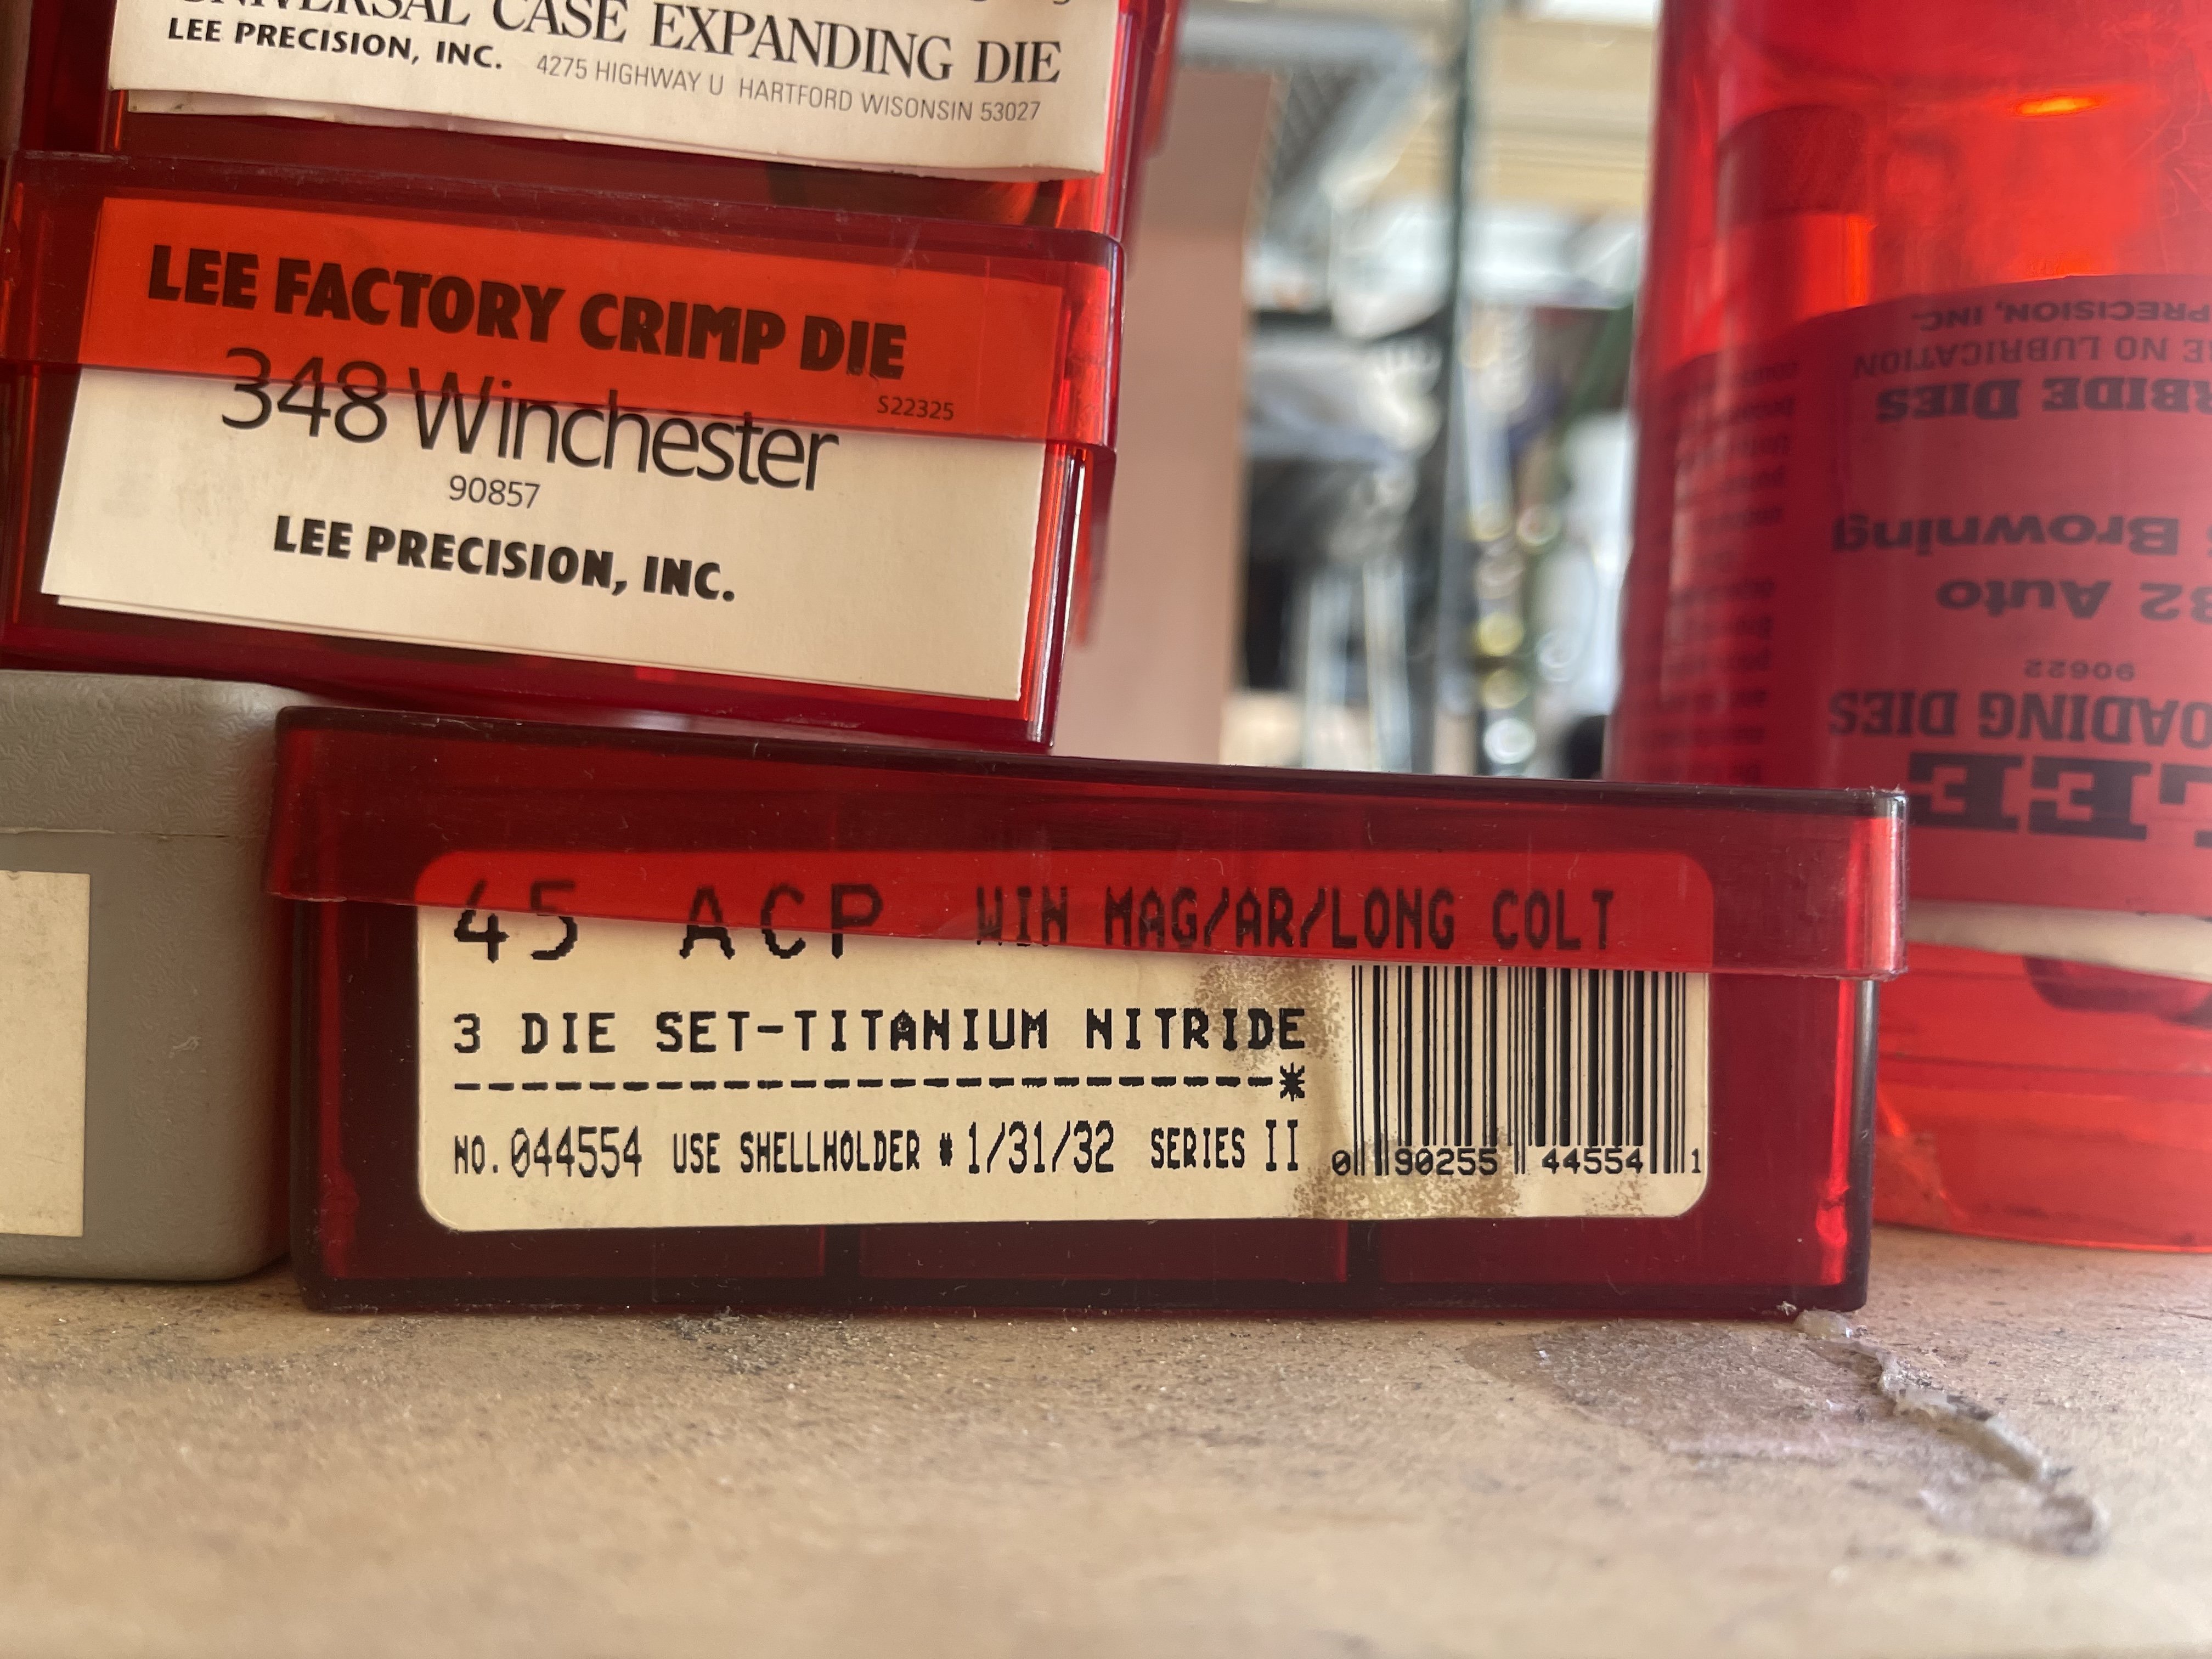 UNIVERSAL CASE EXPANDING DIE
LEE PRECISION, INC. 4275 HIGHWAY U HARTFORD WISONSIN 53027
LEE FACTORY CRIMP DIE
S22325
348 Winchester
90857
LEE PRECISION, INC.
45 ACP WIN MAG/AR/LONG COLT
3 DIE SET-TITANIUM NITRIDE
-------------------------*
NO. 044554 USE SHELLHOLDER # 1/31/32 SERIES II
0 90255 44554 1
LEE
OADING DIES
90622
32 Auto
Browning
RBIDE DIES
NO LUBRICATION
PRECISION, INC.